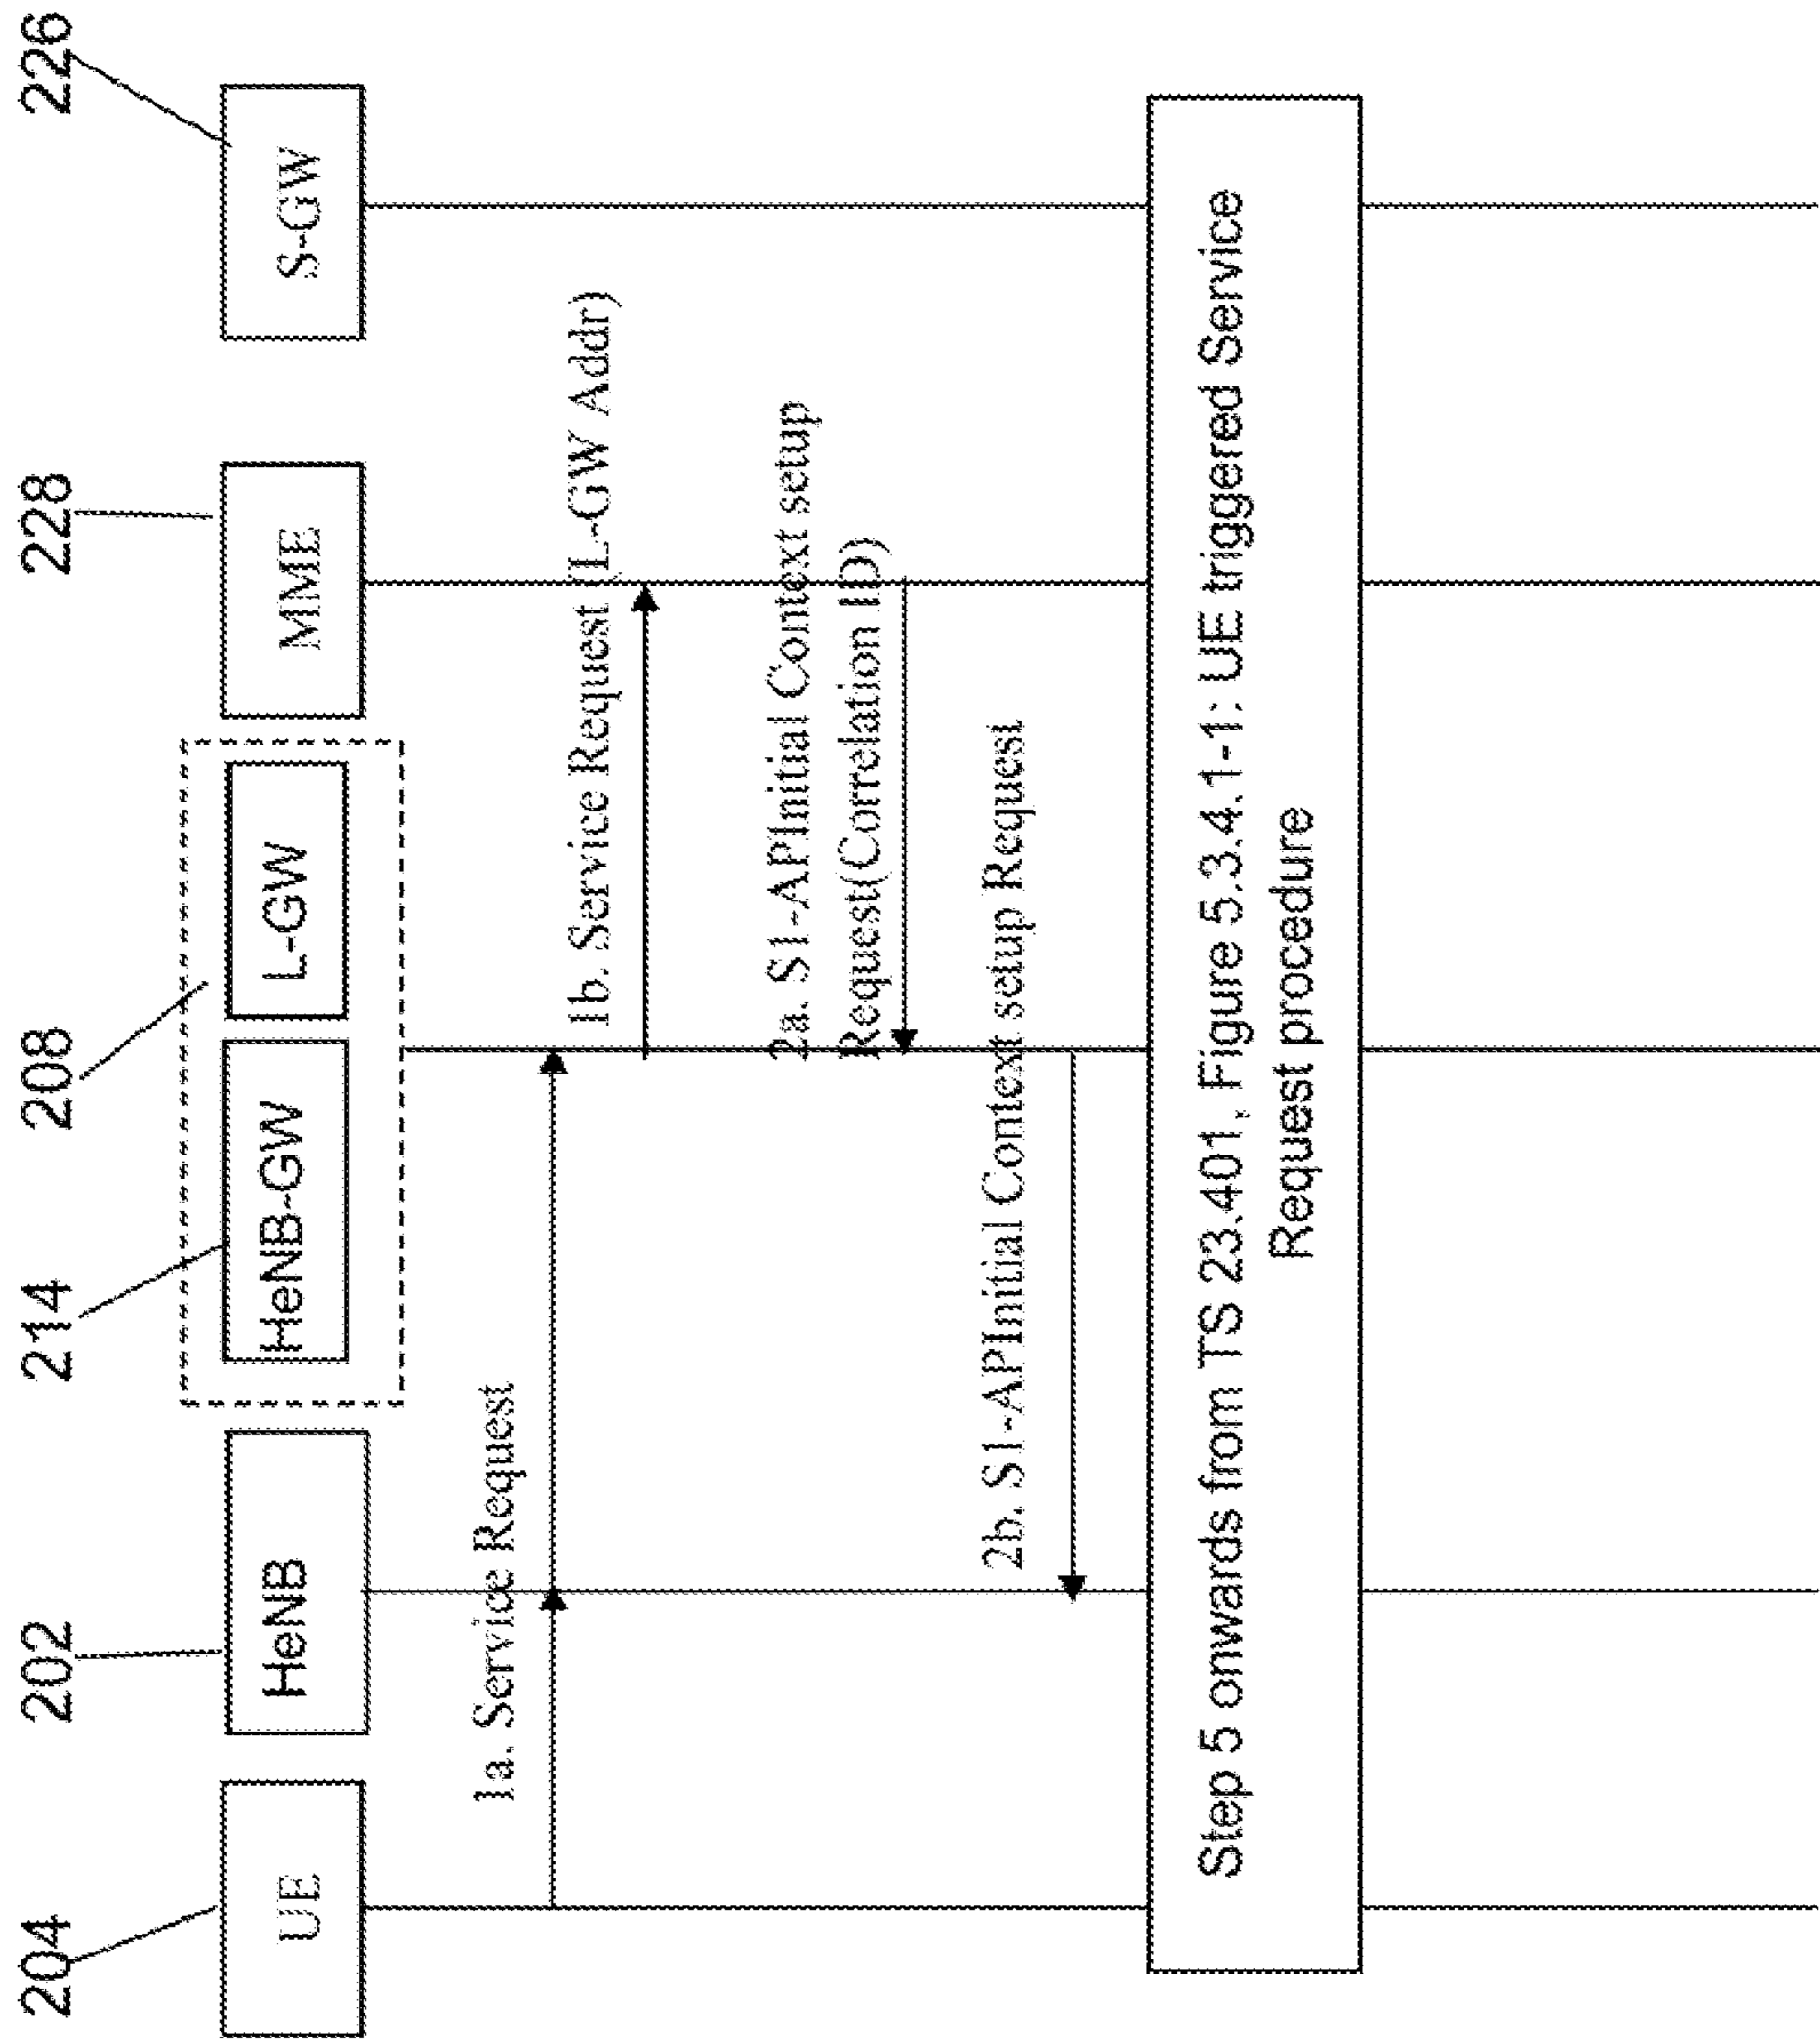 204
202
214
208
228
226
UE
HeNB
HeNB-GW
L-GW
MME
S-GW
1a. Service Request
1b. Service Request (L-GW Addr)
2a. S1-APInitial Context setup
Request(Correlation ID)
2b. S1-APInitial Context setup Request
Step 5 onwards from TS 23.401, Figure 5.3.4.1-1: UE triggered Service
Request procedure